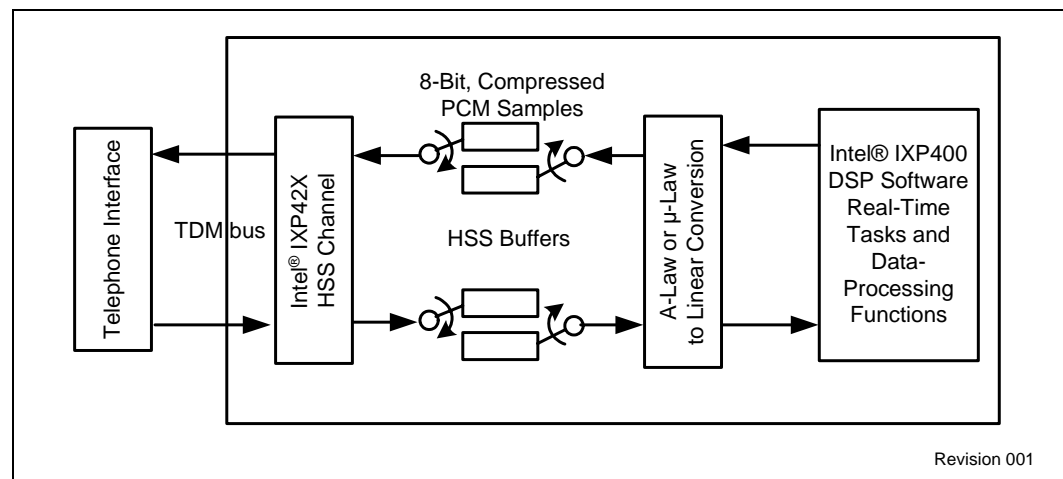 8-Bit, Compressed
PCM Samples
Telephone Interface
TDM bus
Intel® IXP42X
HSS Channel
HSS Buffers
A-Law or µ-Law
to Linear Conversion
Intel® IXP400
DSP Software
Real-Time
Tasks and
Data-
Processing
Functions
Revision 001